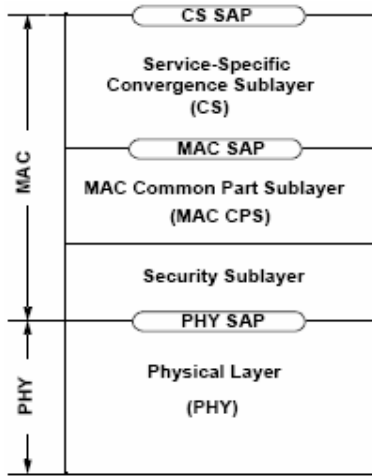 CS SAP
Service-Specific
Convergence Sublayer
(CS)
MAC SAP
MAC
MAC Common Part Sublayer
(MAC CPS)
Security Sublayer
PHY SAP
Physical Layer
PHY
(PHY)